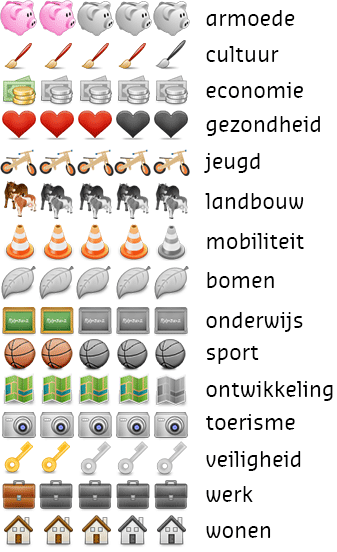 armoede
cultuur
economie
gezondheid
jeugd
landbouw
mobiliteit
bomen
onderwijs
sport
ontwikkeling
toerisme
veiligheid
werk
wonen